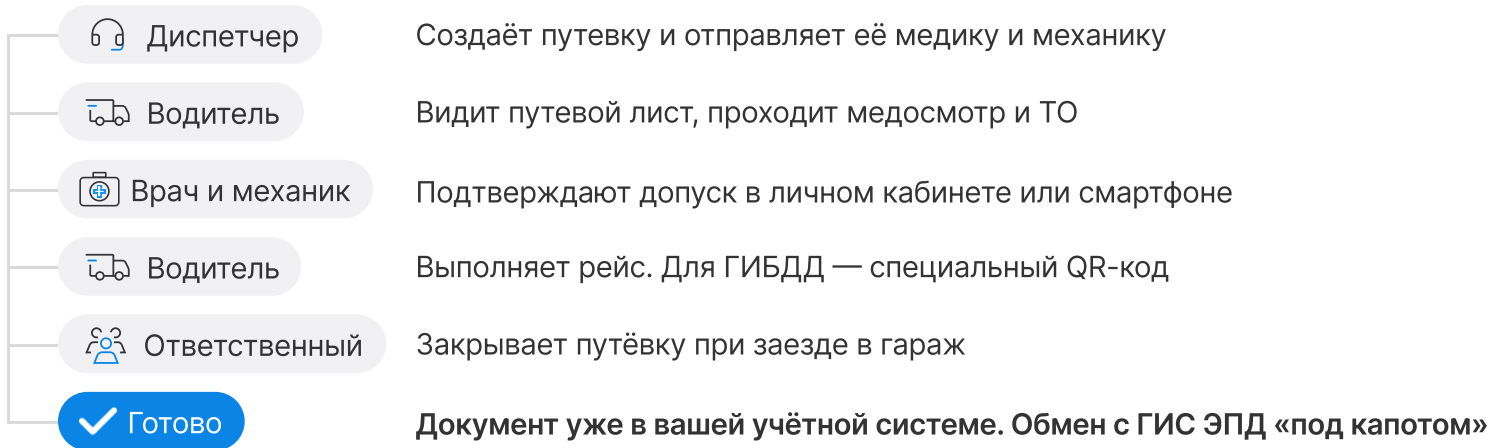 Диспетчер Создаёт путевку и отправляет её медику и механику
Водитель Видит путевой лист, проходит медосмотр и ТО
Врач и механик Подтверждают допуск в личном кабинете или смартфоне
Водитель Выполняет рейс. Для ГИБДД — специальный QR-код
Ответственный Закрывает путёвку при заезде в гараж
Готово Документ уже в вашей учётной системе. Обмен с ГИС ЭПД «под капотом»